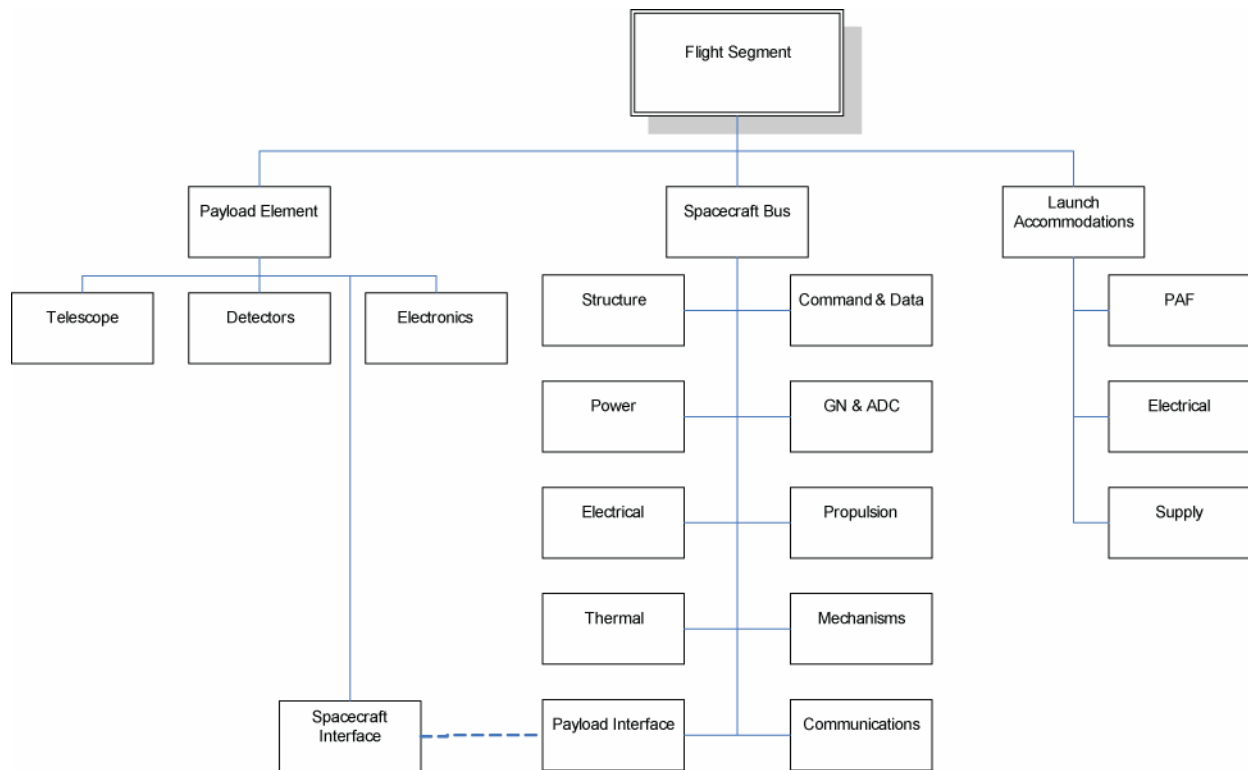 Flight Segment
Payload Element
Spacecraft Bus
Launch
Accommodations
Telescope
Detectors
Electronics
Structure
Command & Data
PAF
Power
GN & ADC
Electrical
Electrical
Propulsion
Supply
Thermal
Mechanisms
Spacecraft
Interface
Payload Interface
Communications